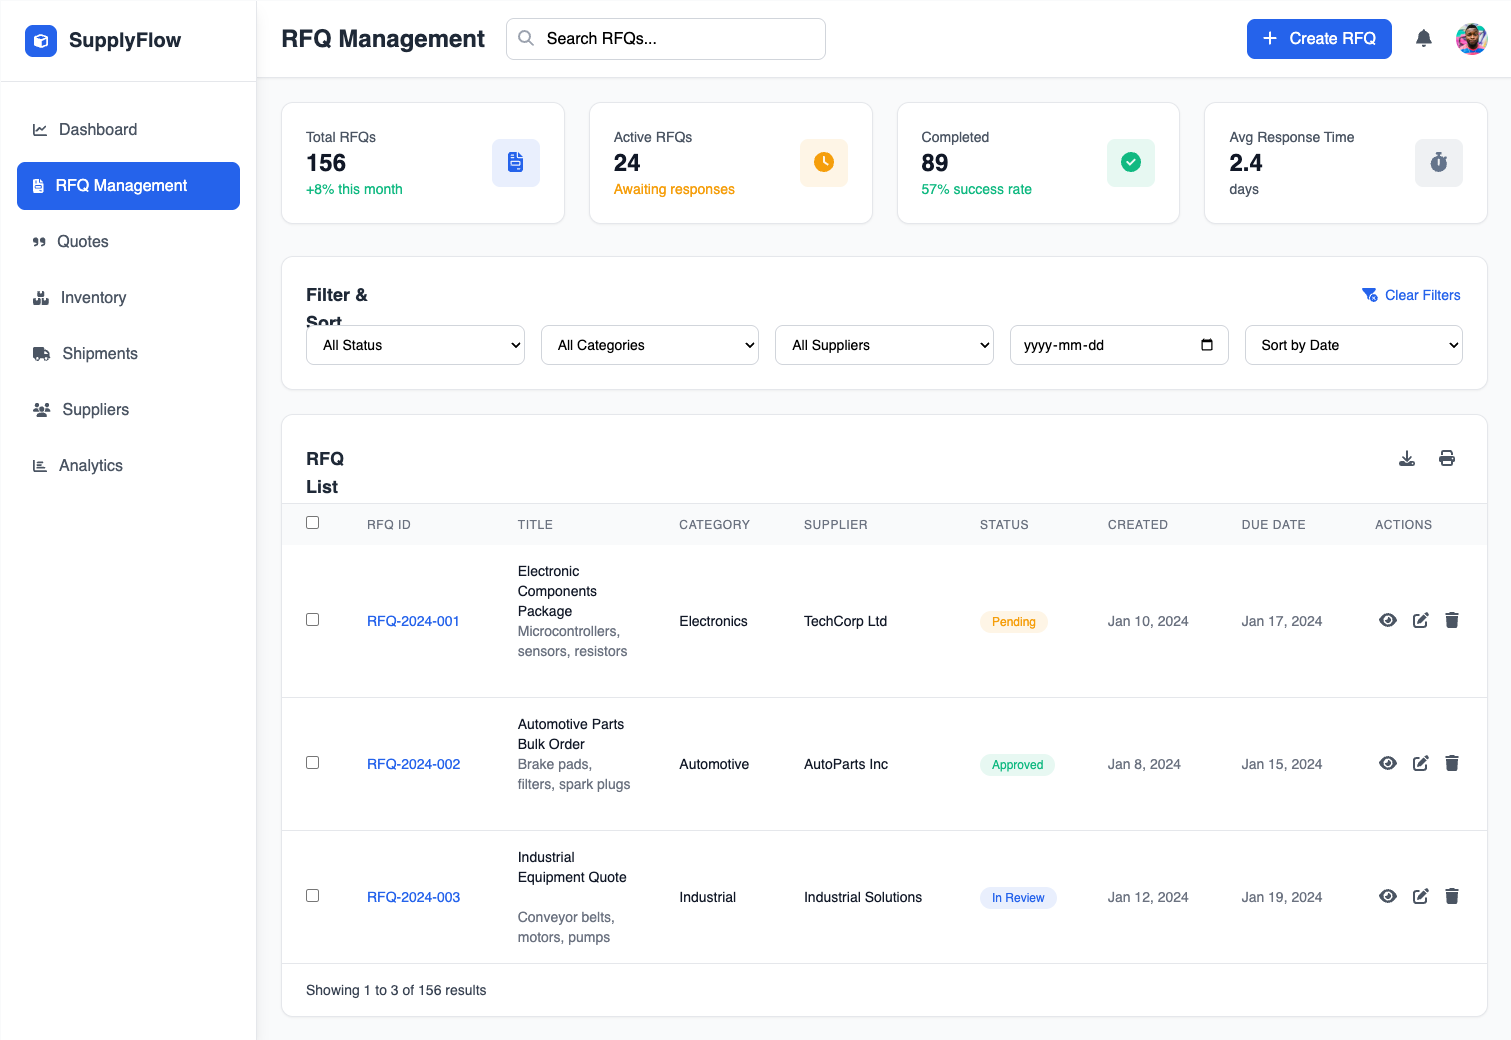 SupplyFlow
RFQ Management
Search RFQs...
Create RFQ
Dashboard
RFQ Management
Quotes
Inventory
Shipments
Suppliers
Analytics
Total RFQs
156
+8% this month
Active RFQs
24
Awaiting responses
Completed
89
57% success rate
Avg Response Time
2.4
days
Filter &
Sort
Clear Filters
All Status
All Categories
All Suppliers
yyyy-mm-dd
Sort by Date
RFQ
List
RFQ ID
TITLE
CATEGORY
SUPPLIER
STATUS
CREATED
DUE DATE
ACTIONS
RFQ-2024-001
Electronic
Components
Package
Microcontrollers,
sensors, resistors
Electronics
TechCorp Ltd
Pending
Jan 10, 2024
Jan 17, 2024
RFQ-2024-002
Automotive Parts
Bulk Order
Brake pads,
filters, spark plugs
Automotive
AutoParts Inc
Approved
Jan 8, 2024
Jan 15, 2024
RFQ-2024-003
Industrial
Equipment Quote
Conveyor belts,
motors, pumps
Industrial
Industrial Solutions
In Review
Jan 12, 2024
Jan 19, 2024
Showing 1 to 3 of 156 results